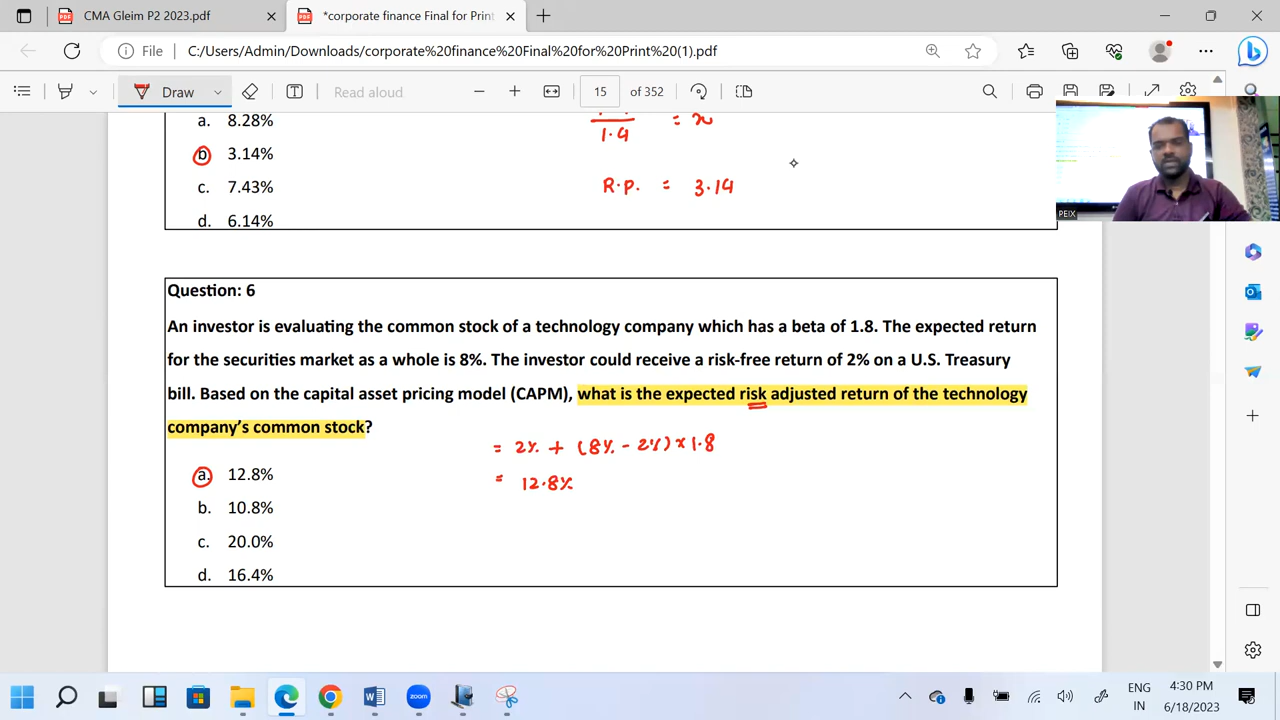 CMA Gleim P2 2023.pdf
*corporate finance Final for Print
File
C:/Users/Admin/Downloads/corporate%20finance%20Final%20for%20Print%20(1).pdf
Draw
Read aloud
15
of 352
a. 8.28%
1.4 = x
b 3.14%
c. 7.43%
R.P. = 3.14
d. 6.14%
PEIX
Question: 6
An investor is evaluating the common stock of a technology company which has a beta of 1.8. The expected return
for the securities market as a whole is 8%. The investor could receive a risk-free return of 2% on a U.S. Treasury
bill. Based on the capital asset pricing model (CAPM), what is the expected risk adjusted return of the technology
company's common stock?
= 2% + (8% - 2%) × 1.8
a. 12.8%
= 12.8%
b. 10.8%
c. 20.0%
d. 16.4%
zoom
ENG
IN
4:30 PM
6/18/2023